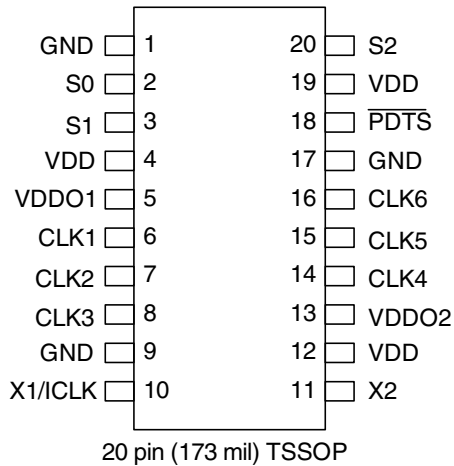 GND 1 20 S2
S0 2 19 VDD
S1 3 18 PDTS
VDD 4 17 GND
VDDO1 5 16 CLK6
CLK1 6 15 CLK5
CLK2 7 14 CLK4
CLK3 8 13 VDDO2
GND 9 12 VDD
X1/ICLK 10 11 X2
20 pin (173 mil) TSSOP